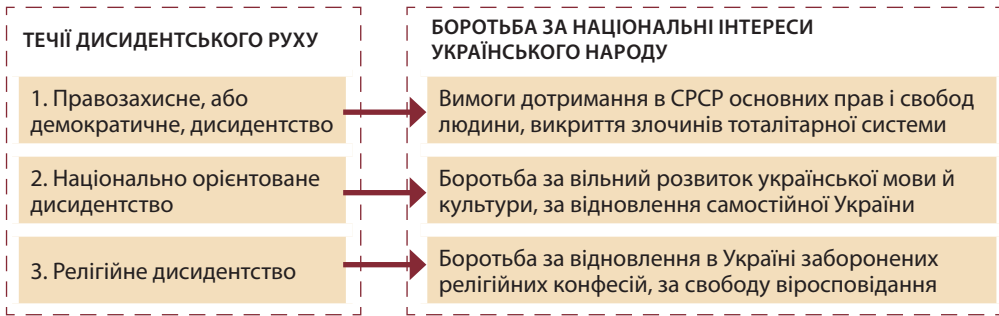 ТЕЧІЇ ДИСИДЕНТСЬКОГО РУХУ
БОРОТЬБА ЗА НАЦІОНАЛЬНІ ІНТЕРЕСИ
УКРАЇНСЬКОГО НАРОДУ
1. Правозахисне, або
демократичне, дисидентство
Вимоги дотримання в СРСР основних прав і свобод
людини, викриття злочинів тоталітарної системи
2. Національно орієнтоване
дисидентство
Боротьба за вільний розвиток української мови й
культури, за відновлення самостійної України
3. Релігійне дисидентство
Боротьба за відновлення в Україні заборонених
релігійних конфесій, за свободу віросповідання